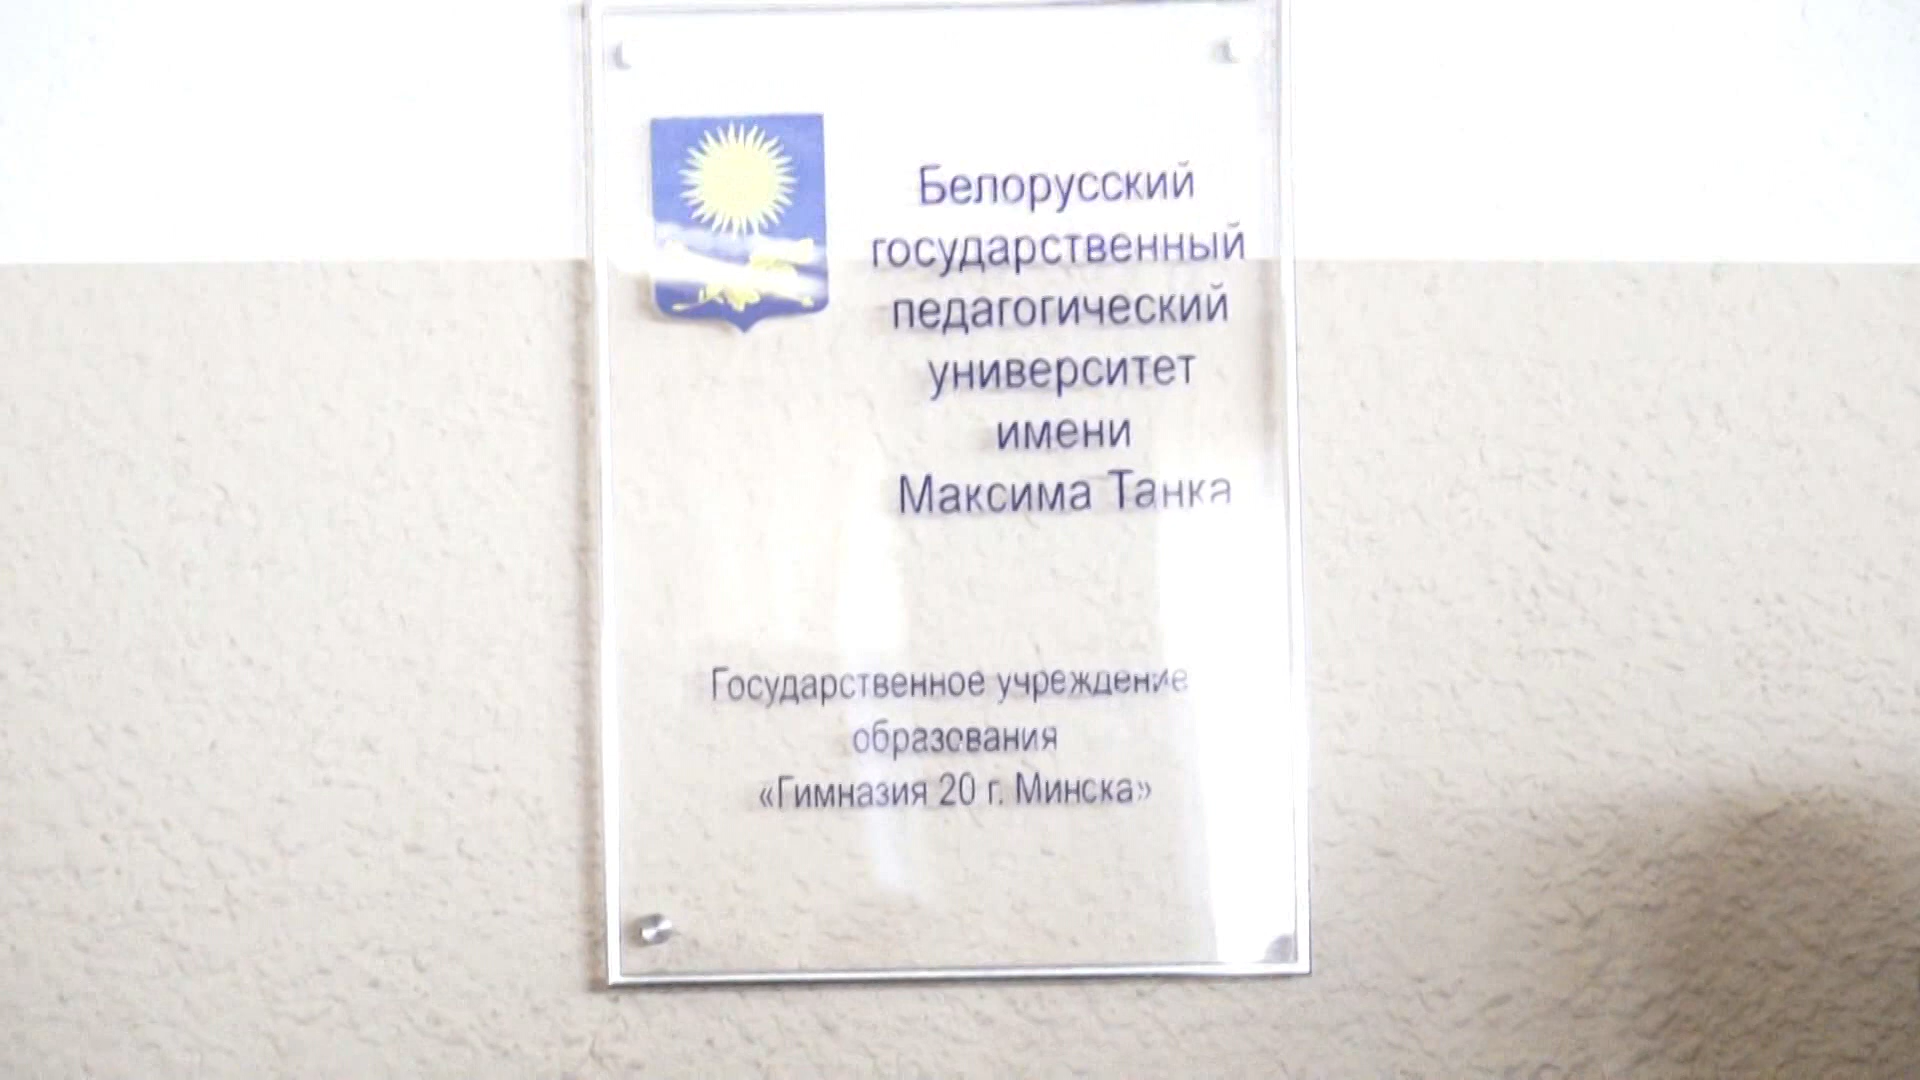 Белорусский
государственный
педагогический
университет
имени
Максима Танка
Государственное учреждение
образования
«Гимназия 20 г. Минска»